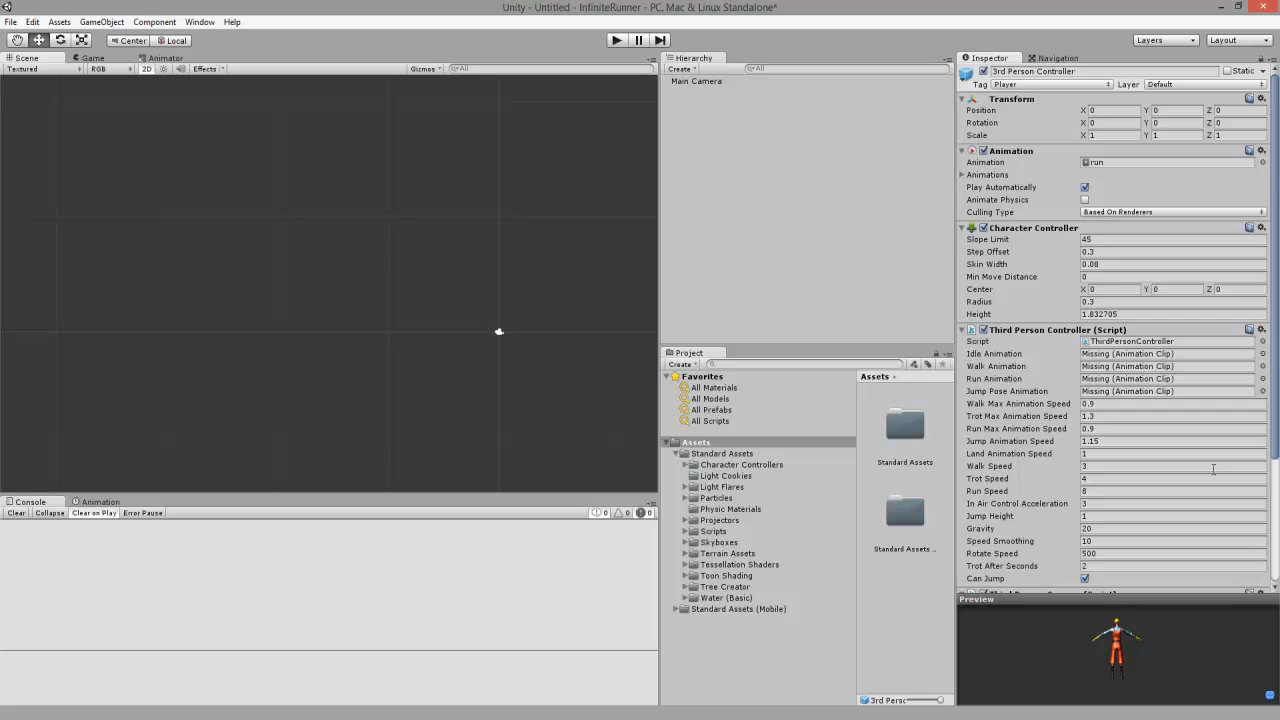 Unity - Untitled - InfiniteRunner - PC, Mac & Linux Standalone*
File Edit Assets GameObject Component Window Help
Center Local Layers Layout
Scene Game Animator
Textured RGB 2D Effects Gizmos All
Hierarchy
Create All
Main Camera
Project
Create
Favorites
All Materials
All Models
All Prefabs
All Scripts
Assets
Standard Assets
Character Controllers
Light Cookies
Light Flares
Particles
Physic Materials
Projectors
Scripts
Skyboxes
Terrain Assets
Tessellation Shaders
Toon Shading
Tree Creator
Water (Basic)
Standard Assets (Mobile)
Assets
Standard Assets
Standard Assets ..
3rd Persc
Console Animation
Clear Collapse Clear on Play Error Pause 0 0 0
Inspector Navigation
3rd Person Controller Static
Tag Player Layer Default
Transform
Position X 0 Y 0 Z 0
Rotation X 0 Y 0 Z 0
Scale X 1 Y 1 Z 1
Animation
Animation run
Animations
Play Automatically
Animate Physics
Culling Type Based On Renderers
Character Controller
Slope Limit 45
Step Offset 0.3
Skin Width 0.08
Min Move Distance 0
Center X 0 Y 0 Z 0
Radius 0.3
Height 1.832705
Third Person Controller (Script)
Script ThirdPersonController
Idle Animation Missing (Animation Clip)
Walk Animation Missing (Animation Clip)
Run Animation Missing (Animation Clip)
Jump Pose Animation Missing (Animation Clip)
Walk Max Animation Speed 0.9
Trot Max Animation Speed 1.3
Run Max Animation Speed 0.9
Jump Animation Speed 1.15
Land Animation Speed 1
Walk Speed 3
Trot Speed 4
Run Speed 8
In Air Control Acceleration 3
Jump Height 1
Gravity 20
Speed Smoothing 10
Rotate Speed 500
Trot After Seconds 2
Can Jump
Preview